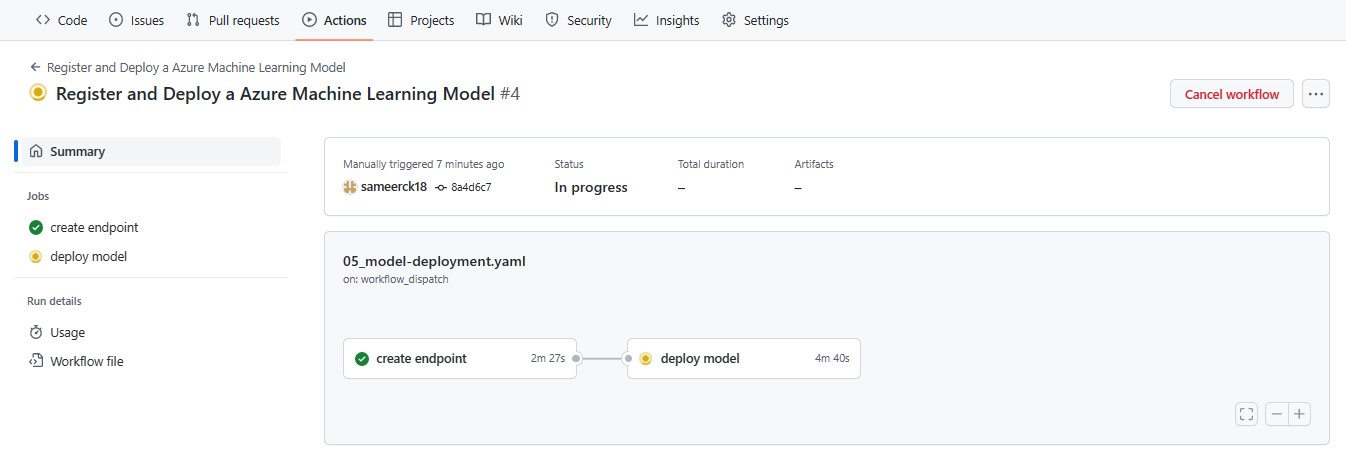 Code Issues Pull requests Actions Projects Wiki Security Insights Settings
Register and Deploy a Azure Machine Learning Model
Register and Deploy a Azure Machine Learning Model #4
Cancel workflow
Summary
Jobs
create endpoint
deploy model
Run details
Usage
Workflow file
Manually triggered 7 minutes ago Status Total duration Artifacts
sameerck18 8a4d6c7 In progress – –
05_model-deployment.yaml
on: workflow_dispatch
create endpoint 2m 27s deploy model 4m 40s